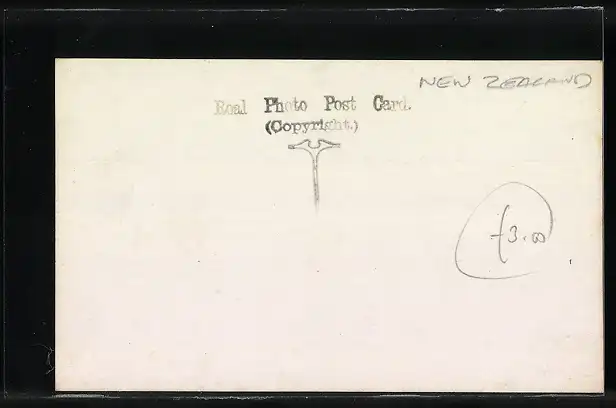 NEW ZEALAND
Real Photo Post Card.
(Copyright.)
£3.00